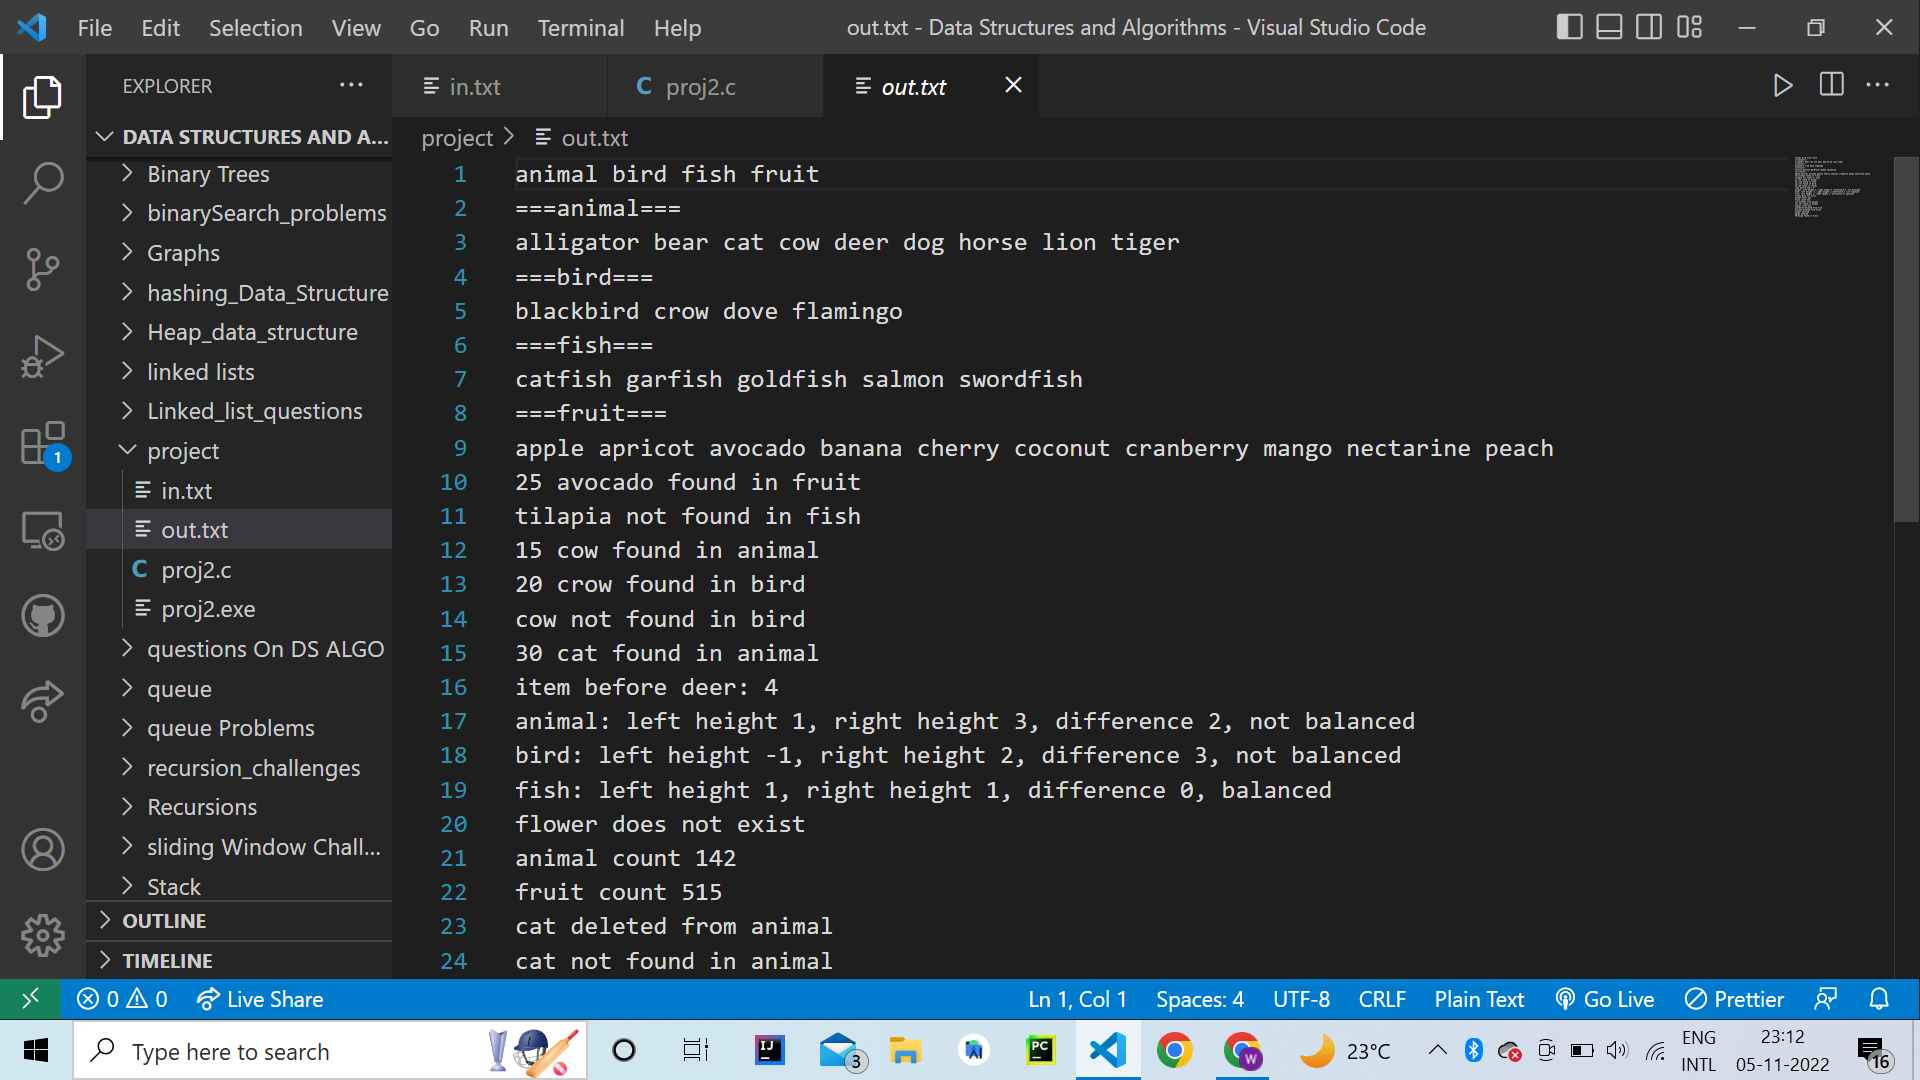 File Edit Selection View Go Run Terminal Help
out.txt - Data Structures and Algorithms - Visual Studio Code
EXPLORER
in.txt
C proj2.c
out.txt
DATA STRUCTURES AND A...
Binary Trees
binarySearch_problems
Graphs
hashing_Data_Structure
Heap_data_structure
linked lists
Linked_list_questions
project
in.txt
out.txt
C proj2.c
proj2.exe
questions On DS ALGO
queue
queue Problems
recursion_challenges
Recursions
sliding Window Chall...
Stack
OUTLINE
TIMELINE
1
project > out.txt
1 animal bird fish fruit
2 ===animal===
3 alligator bear cat cow deer dog horse lion tiger
4 ===bird===
5 blackbird crow dove flamingo
6 ===fish===
7 catfish garfish goldfish salmon swordfish
8 ===fruit===
9 apple apricot avocado banana cherry coconut cranberry mango nectarine peach
10 25 avocado found in fruit
11 tilapia not found in fish
12 15 cow found in animal
13 20 crow found in bird
14 cow not found in bird
15 30 cat found in animal
16 item before deer: 4
17 animal: left height 1, right height 3, difference 2, not balanced
18 bird: left height -1, right height 2, difference 3, not balanced
19 fish: left height 1, right height 1, difference 0, balanced
20 flower does not exist
21 animal count 142
22 fruit count 515
23 cat deleted from animal
24 cat not found in animal
0 0 Live Share
Ln 1, Col 1 Spaces: 4 UTF-8 CRLF Plain Text Go Live Prettier
Type here to search
IJ
3
PC
W
23°C
ENG
INTL
23:12
05-11-2022
16